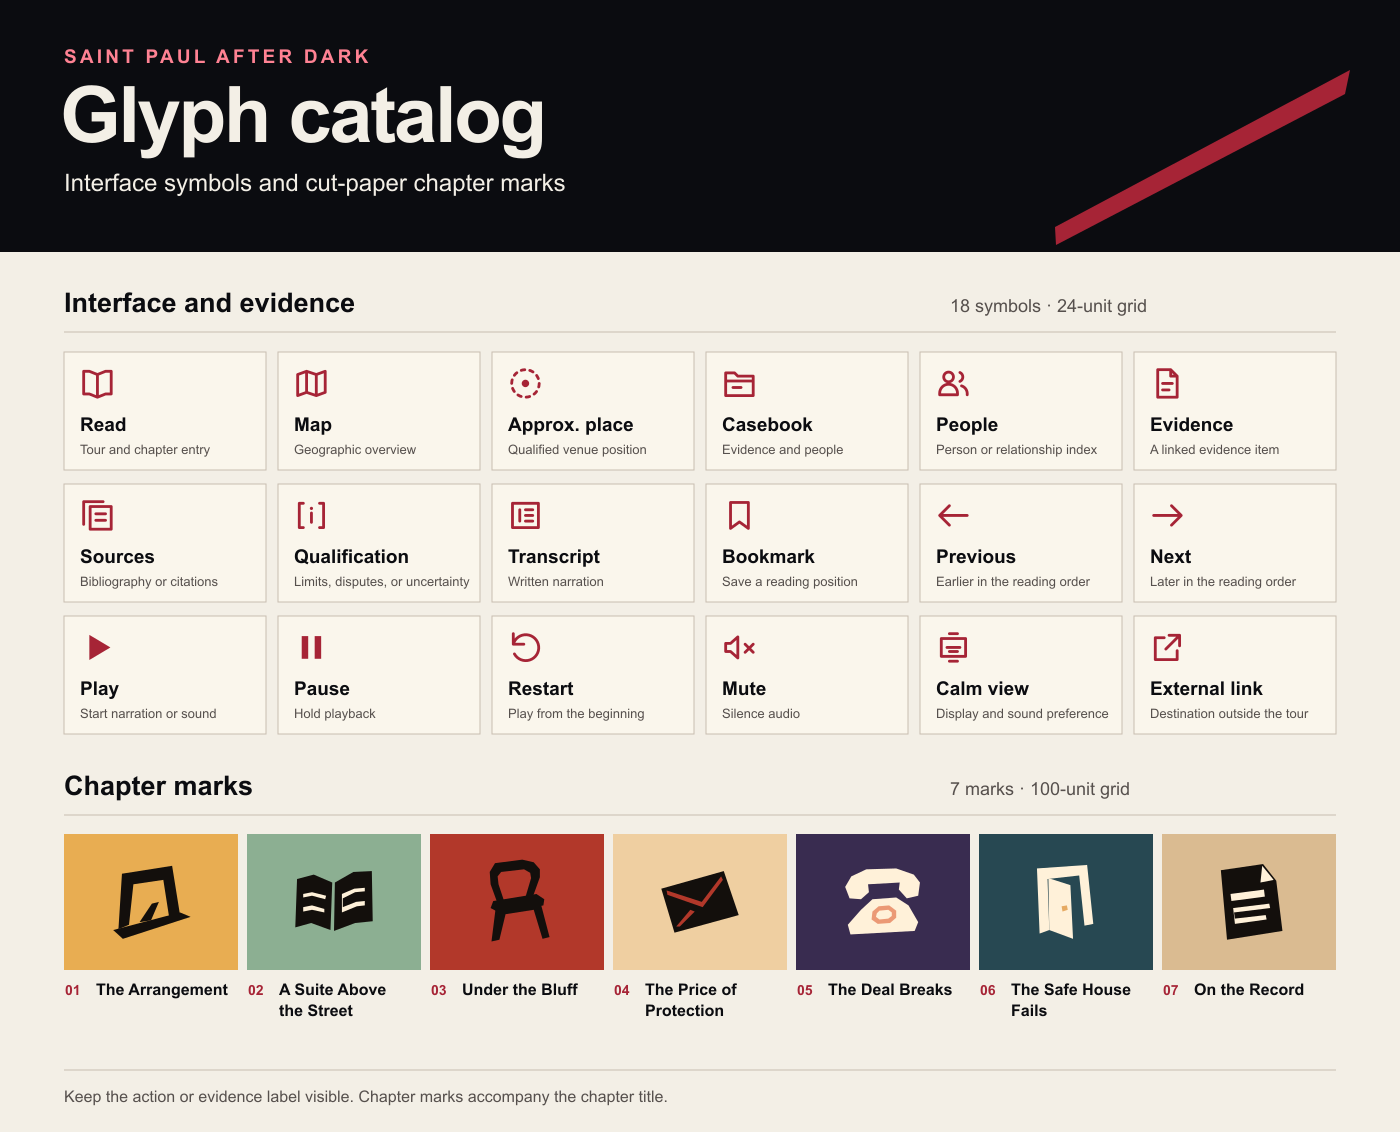 SAINT PAUL AFTER DARK
Glyph catalog
Interface symbols and cut-paper chapter marks
Interface and evidence
18 symbols · 24-unit grid
Read
Tour and chapter entry
Map
Geographic overview
Approx. place
Qualified venue position
Casebook
Evidence and people
People
Person or relationship index
Evidence
A linked evidence item
Sources
Bibliography or citations
Qualification
Limits, disputes, or uncertainty
Transcript
Written narration
Bookmark
Save a reading position
Previous
Earlier in the reading order
Next
Later in the reading order
Play
Start narration or sound
Pause
Hold playback
Restart
Play from the beginning
Mute
Silence audio
Calm view
Display and sound preference
External link
Destination outside the tour
Chapter marks
7 marks · 100-unit grid
01 The Arrangement
02 A Suite Above
the Street
03 Under the Bluff
04 The Price of
Protection
05 The Deal Breaks
06 The Safe House
Fails
07 On the Record
Keep the action or evidence label visible. Chapter marks accompany the chapter title.